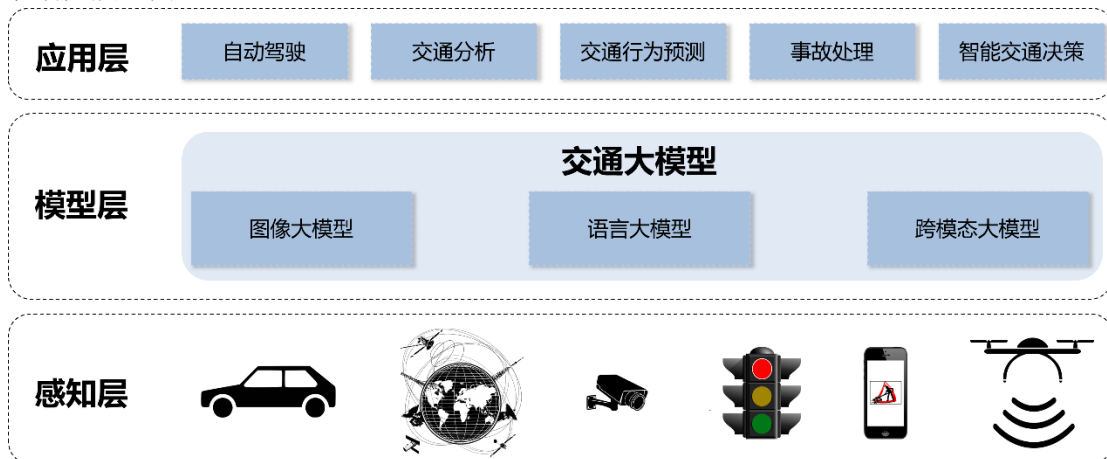 应用层
自动驾驶
交通分析
交通行为预测
事故处理
智能交通决策
模型层
交通大模型
图像大模型
语言大模型
跨模态大模型
感知层